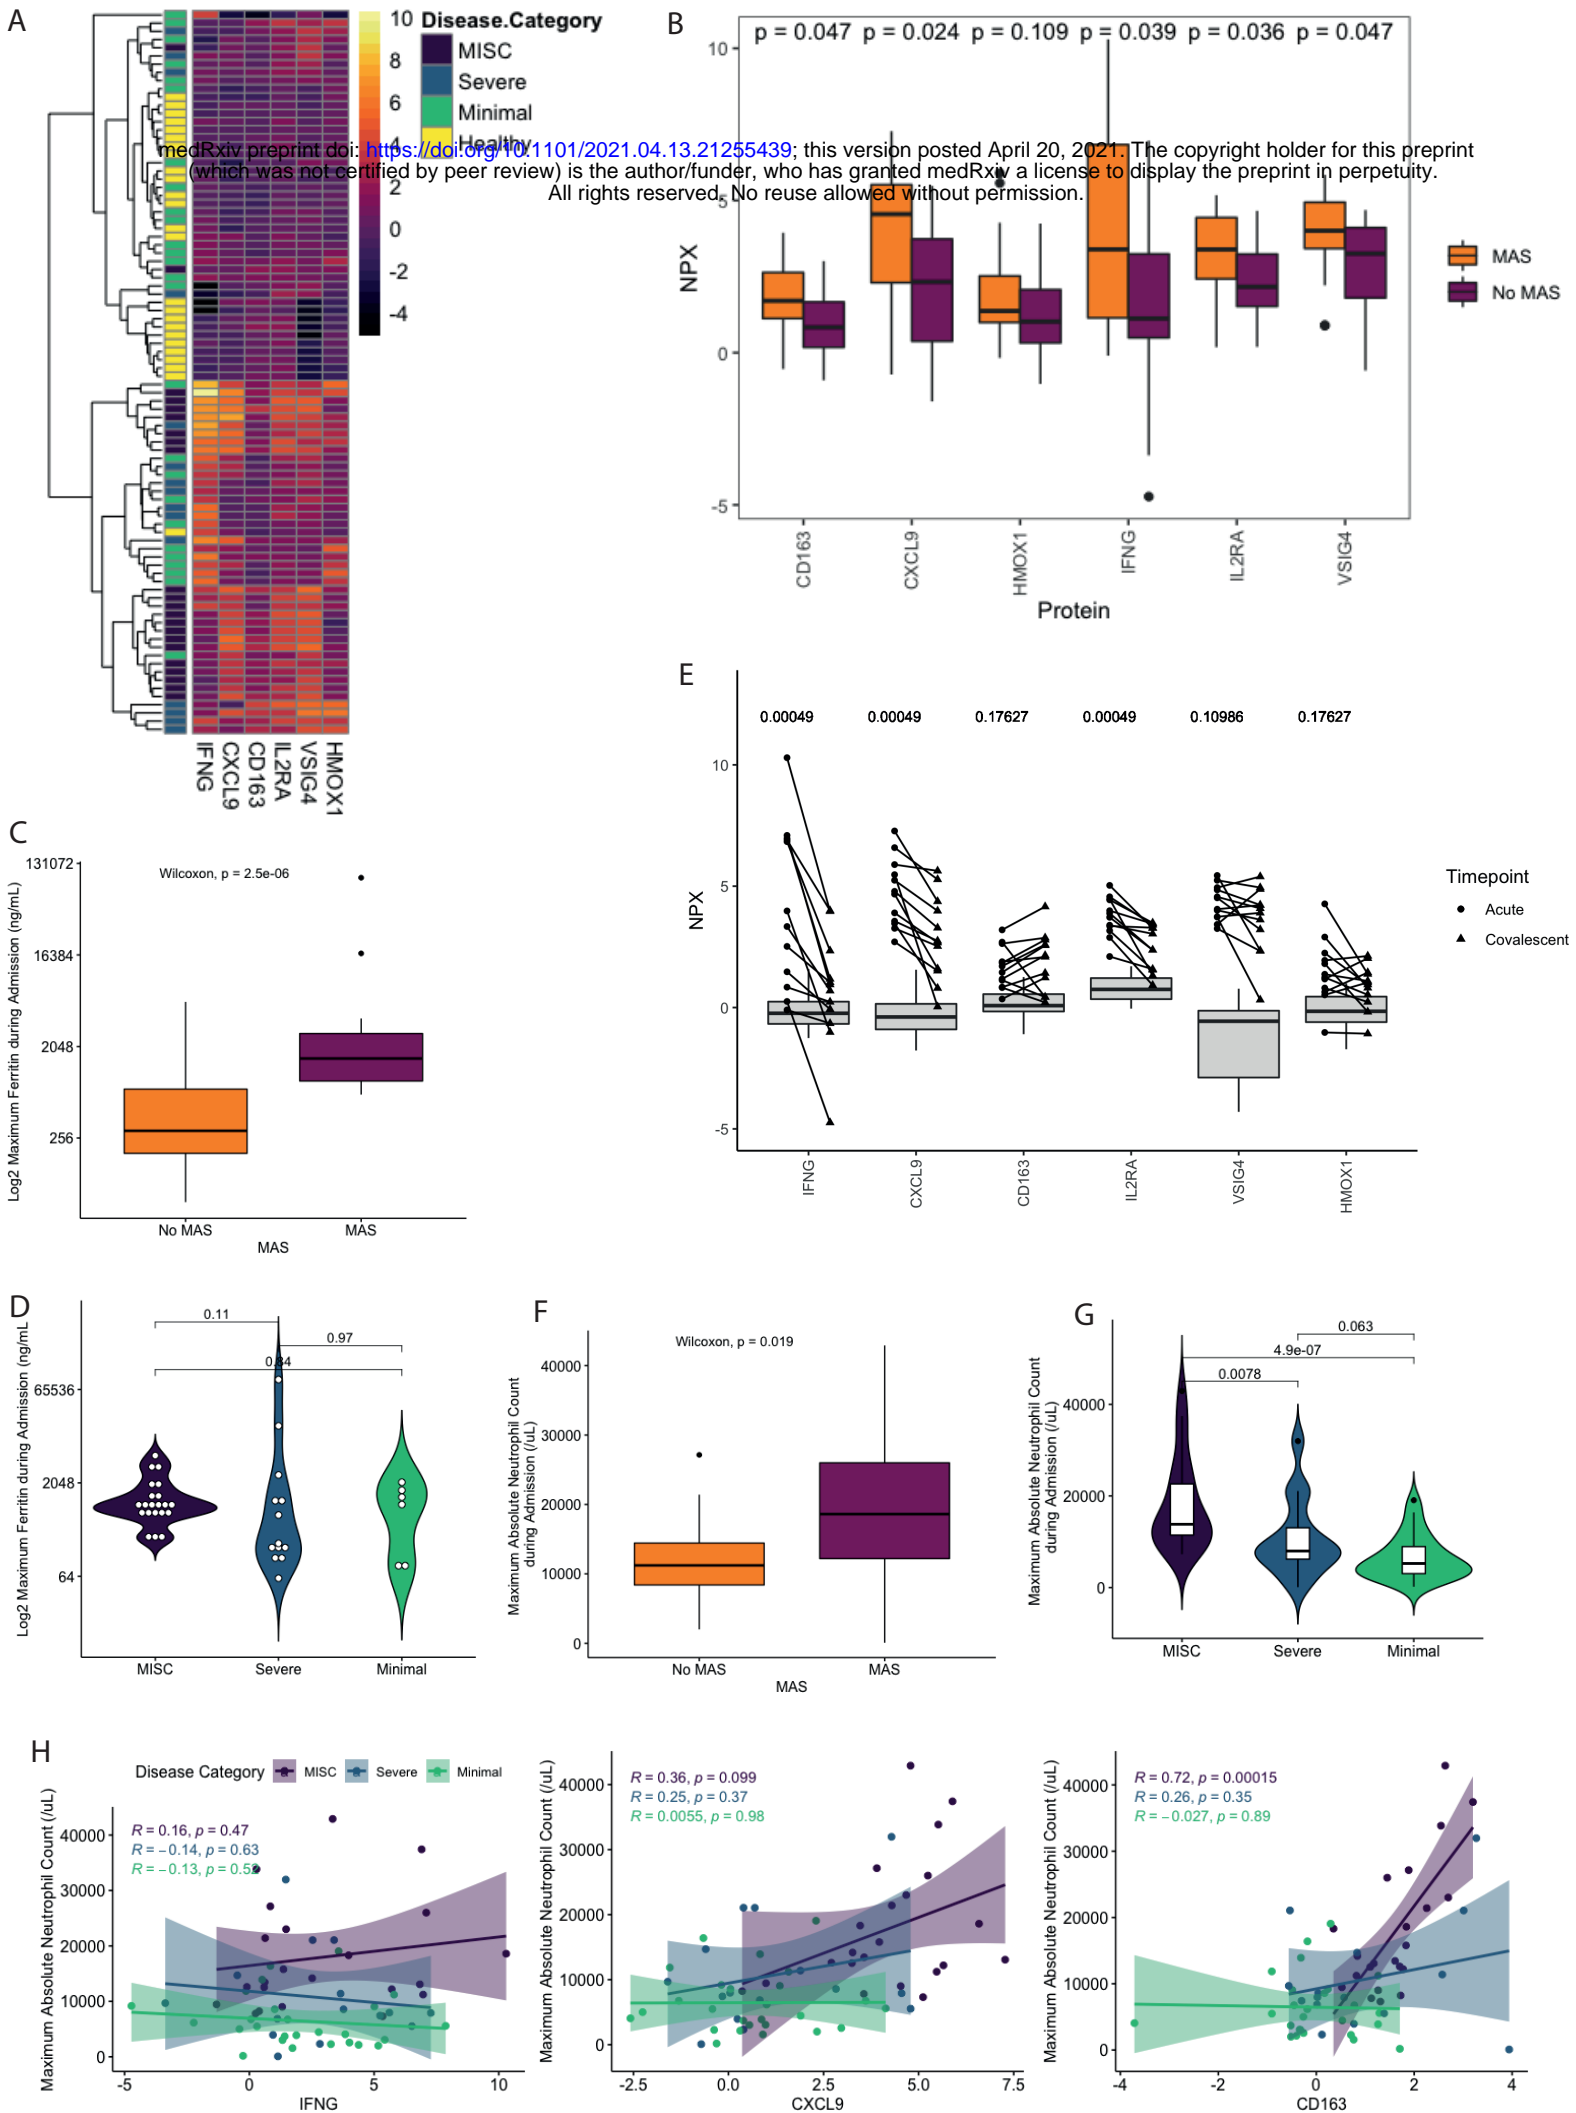 A
10
8
6
4
2
0
-2
-4
Disease.Category
MISC
Severe
Minimal
Healthy
IFNG
CXCL9
CD163
IL2RA
VSIG4
HMOX1
medRxiv preprint doi: https://doi.org/10.1101/2021.04.13.21255439; this version posted April 20, 2021. The copyright holder for this preprint
(which was not certified by peer review) is the author/funder, who has granted medRxiv a license to display the preprint in perpetuity.
All rights reserved. No reuse allowed without permission.
B
p = 0.047 p = 0.024 p = 0.109 p = 0.039 p = 0.036 p = 0.047
10
5
0
-5
NPX
CD163
CXCL9
HMOX1
IFNG
IL2RA
VSIG4
Protein
MAS
No MAS
C
Log2 Maximum Ferritin during Admission (ng/mL)
131072
16384
2048
256
Wilcoxon, p = 2.5e-06
No MAS
MAS
MAS
E
0.00049
0.00049
0.17627
0.00049
0.10986
0.17627
10
5
0
-5
NPX
IFNG
CXCL9
CD163
IL2RA
VSIG4
HMOX1
Timepoint
Acute
Covalescent
D
Log2 Maximum Ferritin during Admission (ng/mL
65536
2048
64
0.11
0.97
MISC
Severe
Minimal
F
Maximum Absolute Neutrophil Count
during Admission (/uL)
40000
30000
20000
10000
0
Wilcoxon, p = 0.019
No MAS
MAS
MAS
G
Maximum Absolute Neutrophil Count
during Admission (/uL)
40000
20000
0
0.063
4.9e-07
0.0078
MISC
Severe
Minimal
H
Disease Category
MISC
Severe
Minimal
Maximum Absolute Neutrophil Count (/uL)
40000
30000
20000
10000
0
R = 0.16, p = 0.47
R = −0.14, p = 0.63
R = −0.13, p =
-5
0
5
10
IFNG
Maximum Absolute Neutrophil Count (/uL)
40000
30000
20000
10000
0
R = 0.36, p = 0.099
R = 0.25, p = 0.37
R = 0.0055, p = 0.98
-2.5
0.0
2.5
5.0
7.5
CXCL9
Maximum Absolute Neutrophil Count (/uL)
40000
30000
20000
10000
0
R = 0.72, p = 0.00015
R = 0.26, p = 0.35
R = −0.027, p = 0.89
-4
-2
0
2
4
CD163